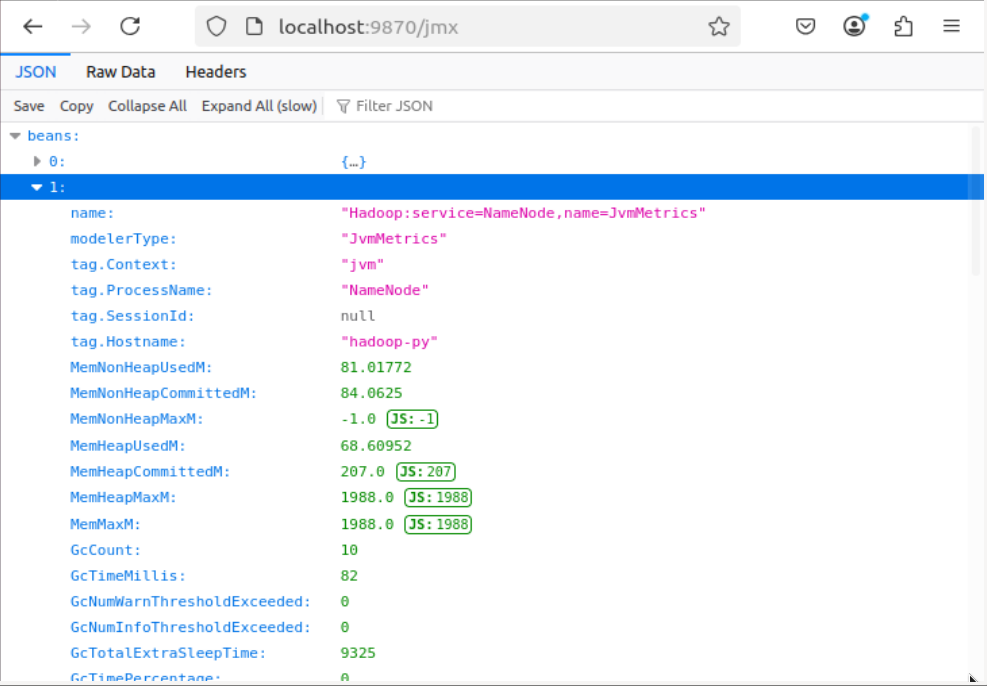 localhost:9870/jmx
JSON Raw Data Headers
Save Copy Collapse All Expand All (slow) Filter JSON
beans:
0: {…}
1:
name: "Hadoop:service=NameNode,name=JvmMetrics"
modelerType: "JvmMetrics"
tag.Context: "jvm"
tag.ProcessName: "NameNode"
tag.SessionId: null
tag.Hostname: "hadoop-py"
MemNonHeapUsedM: 81.01772
MemNonHeapCommittedM: 84.0625
MemNonHeapMaxM: -1.0 JS:-1
MemHeapUsedM: 68.60952
MemHeapCommittedM: 207.0 JS:207
MemHeapMaxM: 1988.0 JS:1988
MemMaxM: 1988.0 JS:1988
GcCount: 10
GcTimeMillis: 82
GcNumWarnThresholdExceeded: 0
GcNumInfoThresholdExceeded: 0
GcTotalExtraSleepTime: 9325
GcTimePercentage: 0